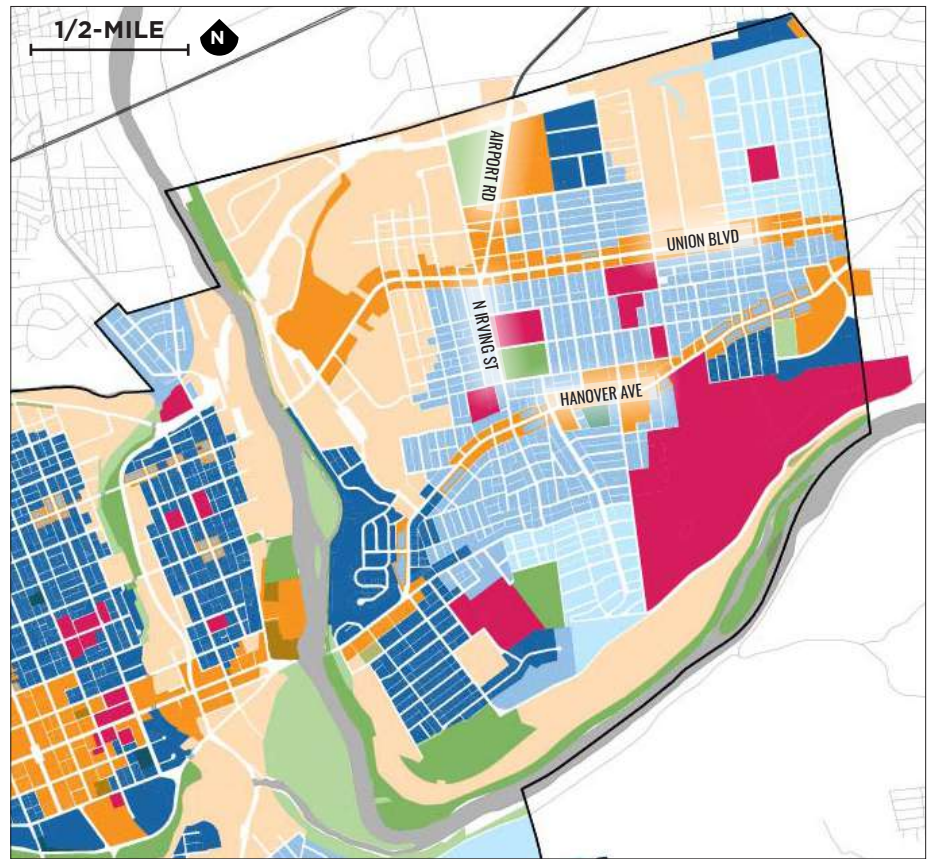 1/2-MILE
N
AIRPORT RD
UNION BLVD
N IRVING ST
HANOVER AVE